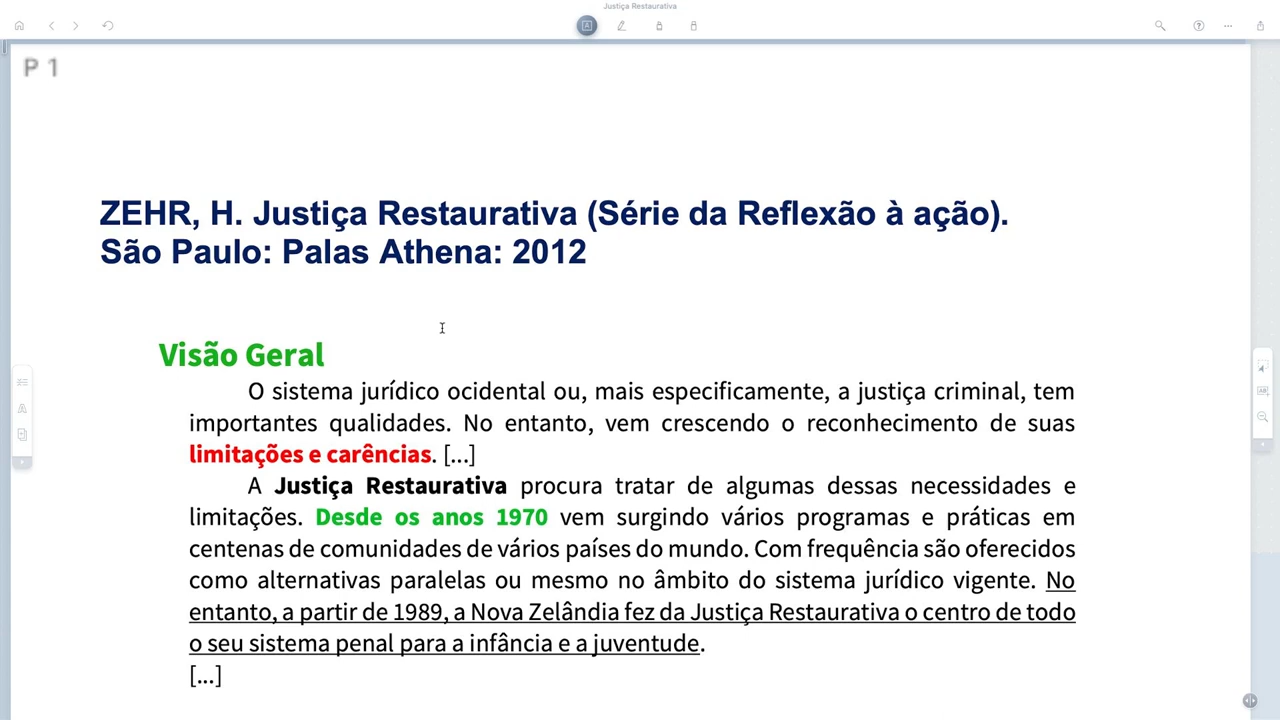 Justiça Restaurativa
P 1
ZEHR, H. Justiça Restaurativa (Série da Reflexão à ação).
São Paulo: Palas Athena: 2012
Visão Geral
O sistema jurídico ocidental ou, mais especificamente, a justiça criminal, tem
importantes qualidades. No entanto, vem crescendo o reconhecimento de suas
limitações e carências. [...]
A Justiça Restaurativa procura tratar de algumas dessas necessidades e
limitações. Desde os anos 1970 vem surgindo vários programas e práticas em
centenas de comunidades de vários países do mundo. Com frequência são oferecidos
como alternativas paralelas ou mesmo no âmbito do sistema jurídico vigente. No
entanto, a partir de 1989, a Nova Zelândia fez da Justiça Restaurativa o centro de todo
o seu sistema penal para a infância e a juventude.
[...]